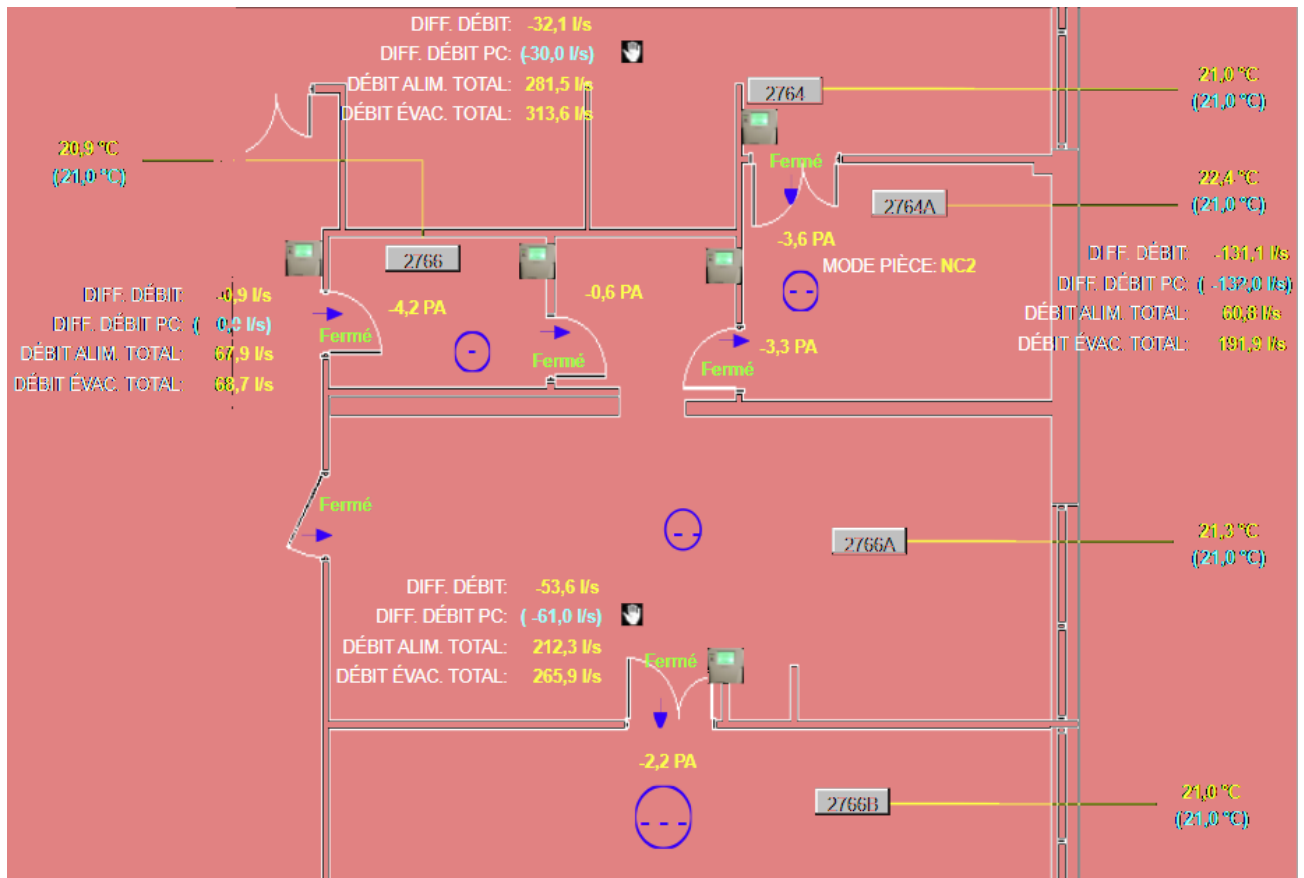 DIFF. DÉBIT: -32,1 l/s
DIFF. DÉBIT PC: (-30,0 l/s)
DÉBIT ALIM. TOTAL: 281,5 l/s
DÉBIT ÉVAC. TOTAL: 313,6 l/s
2764
21,0 °C
((21,0 °C))
20,9 °C
((21,0 °C))
Fermé
2764A
22,4 °C
((21,0 °C))
-3,6 PA
MODE PIÈCE: NC2
2766
-4,2 PA
-0,6 PA
-3,3 PA
DIFF. DÉBIT: -131,1 l/s
DIFF. DÉBIT PC: ( -132,0 l/s)
DÉBIT ALIM. TOTAL: 60,8 l/s
DÉBIT ÉVAC. TOTAL: 191,9 l/s
DIFF. DÉBIT: -0,9 l/s
DIFF. DÉBIT PC: ( 0,0 l/s)
DÉBIT ALIM. TOTAL: 67,9 l/s
DÉBIT ÉVAC. TOTAL: 68,7 l/s
Fermé
Fermé
Fermé
Fermé
2766A
21,3 °C
((21,0 °C))
DIFF. DÉBIT: -53,6 l/s
DIFF. DÉBIT PC: ( -61,0 l/s)
DÉBIT ALIM. TOTAL: 212,3 l/s
DÉBIT ÉVAC. TOTAL: 265,9 l/s
Fermé
-2,2 PA
2766B
21,0 °C
((21,0 °C))